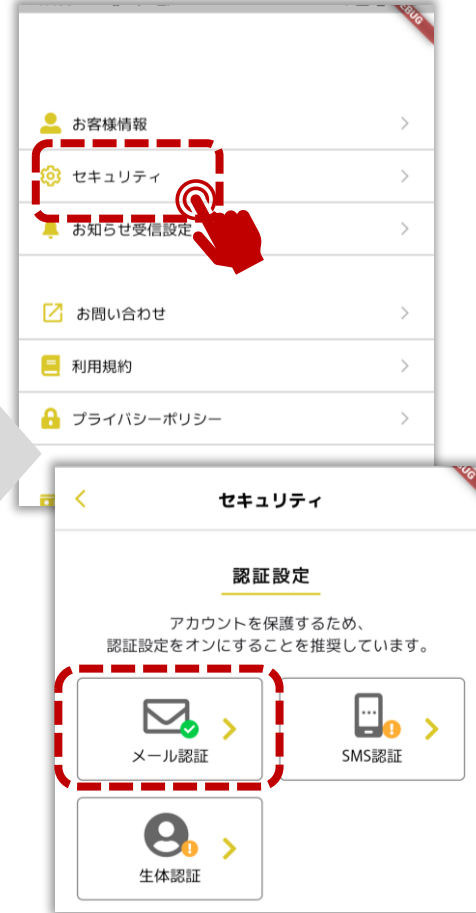 お客様情報
セキュリティ
お知らせ受信設定
お問い合わせ
利用規約
プライバシーポリシー
セキュリティ
認証設定
アカウントを保護するため、
認証設定をオンにすることを推奨しています。
メール認証
SMS認証
生体認証